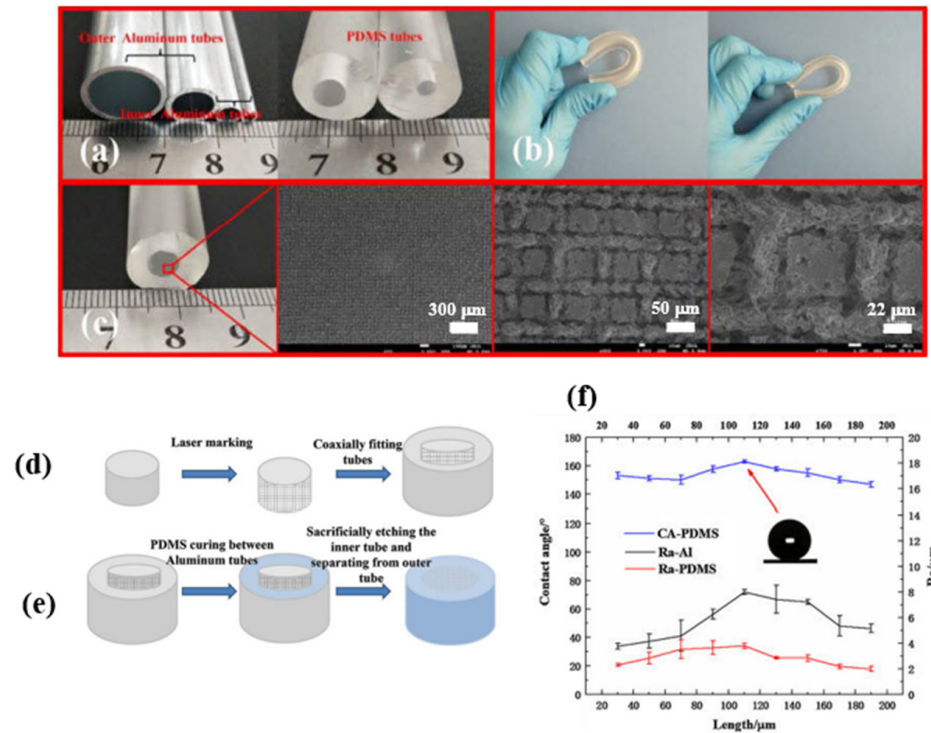 Outer Aluminum tubes
Inner Aluminum tubes
(a)
6 7 8 9
PDMS tubes
7 8 9
(b)
(c)
7 8 9
300 μm
50 μm
22 μm
(d)
Laser marking
Coaxially fitting
tubes
(e)
PDMS curing between
Aluminum tubes
Sacrificially etching the
inner tube and
separating from outer
tube
(f)
20 40 60 80 100 120 140 160 180 200
Contact angle/°
180
160
140
120
100
80
60
40
20
0
CA-PDMS
Ra-Al
Ra-PDMS
20
18
16
14
12
10
8
6
4
2
0
20 40 60 80 100 120 140 160 180 200
Length/μm